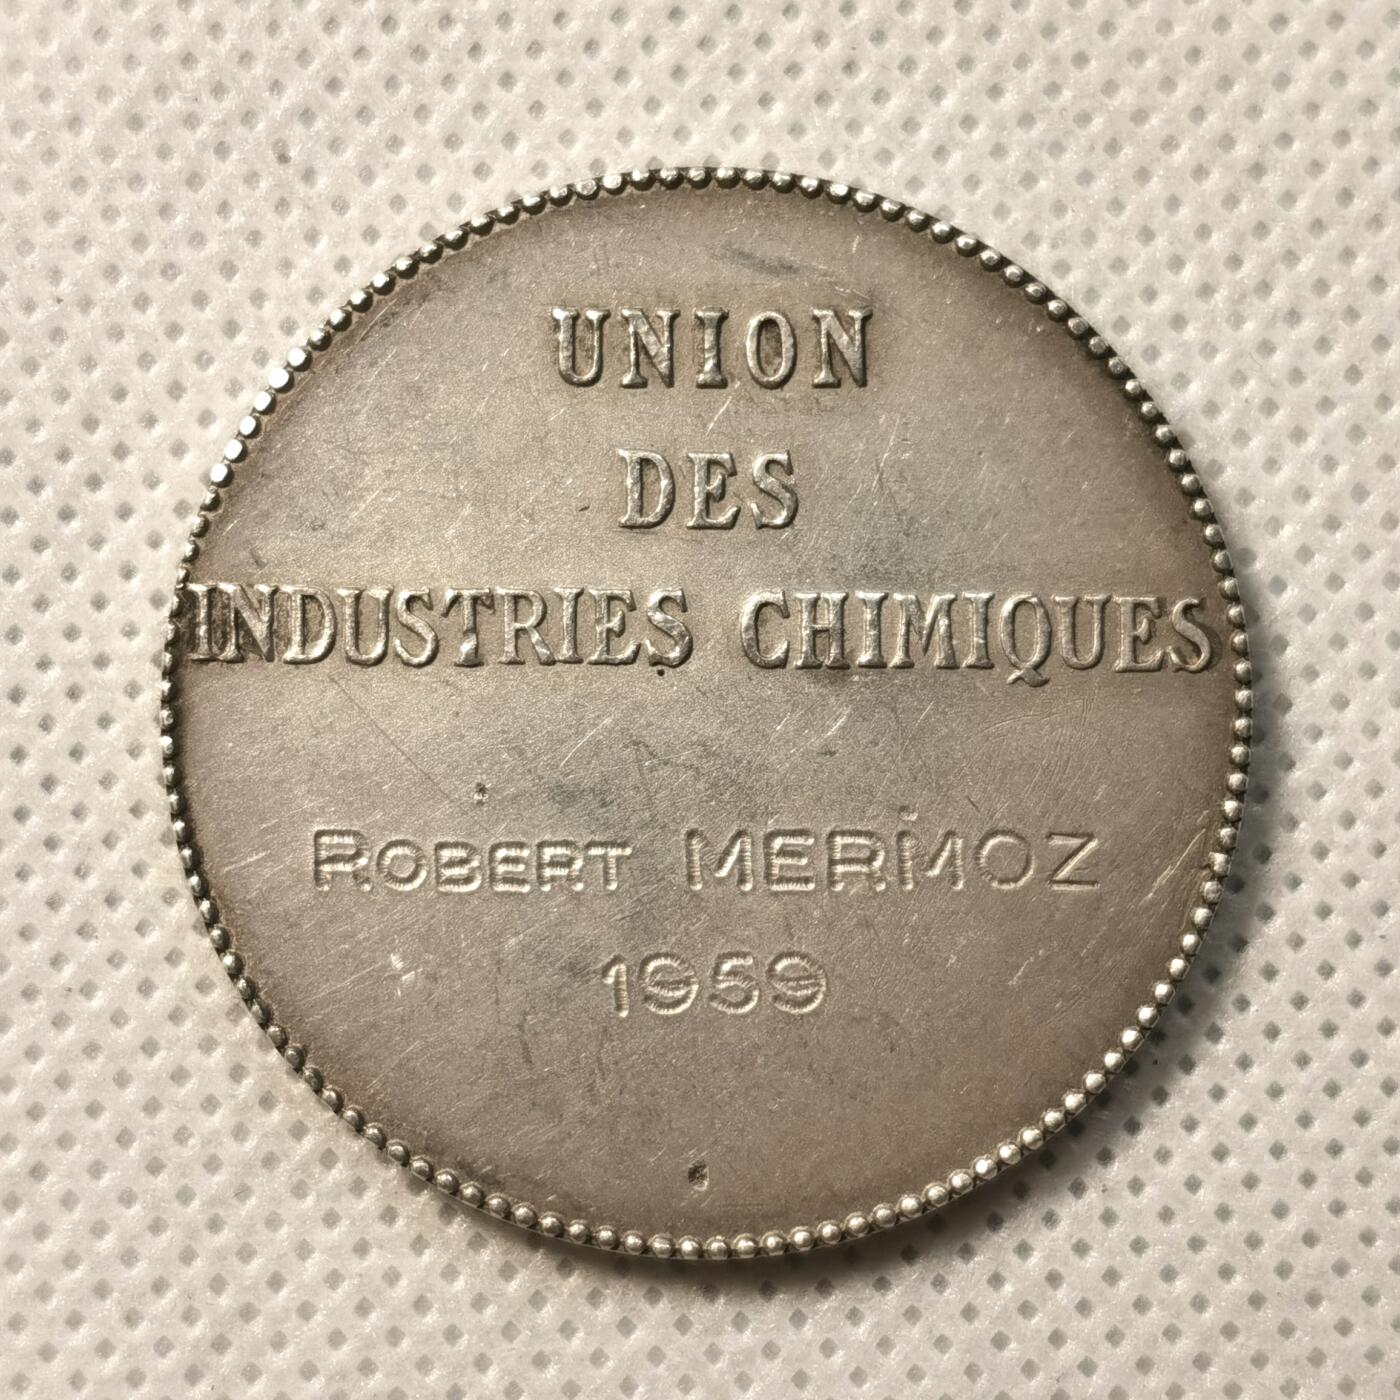 UNION
DES
INDUSTRIES CHIMIQUES
ROBERT MERMOZ
1959